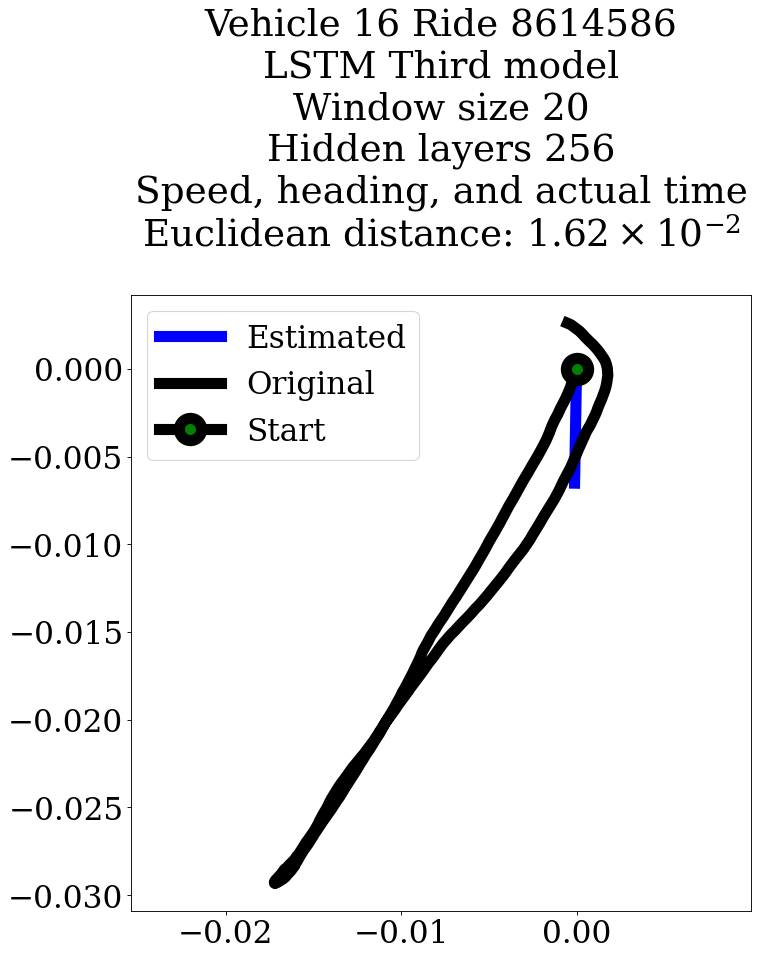 Vehicle 16 Ride 8614586
LSTM Third model
Window size 20
Hidden layers 256
Speed, heading, and actual time
Euclidean distance: 1.62 × 10⁻²
Estimated
Original
Start
0.000
−0.005
−0.010
−0.015
−0.020
−0.025
−0.030
−0.02
−0.01
0.00